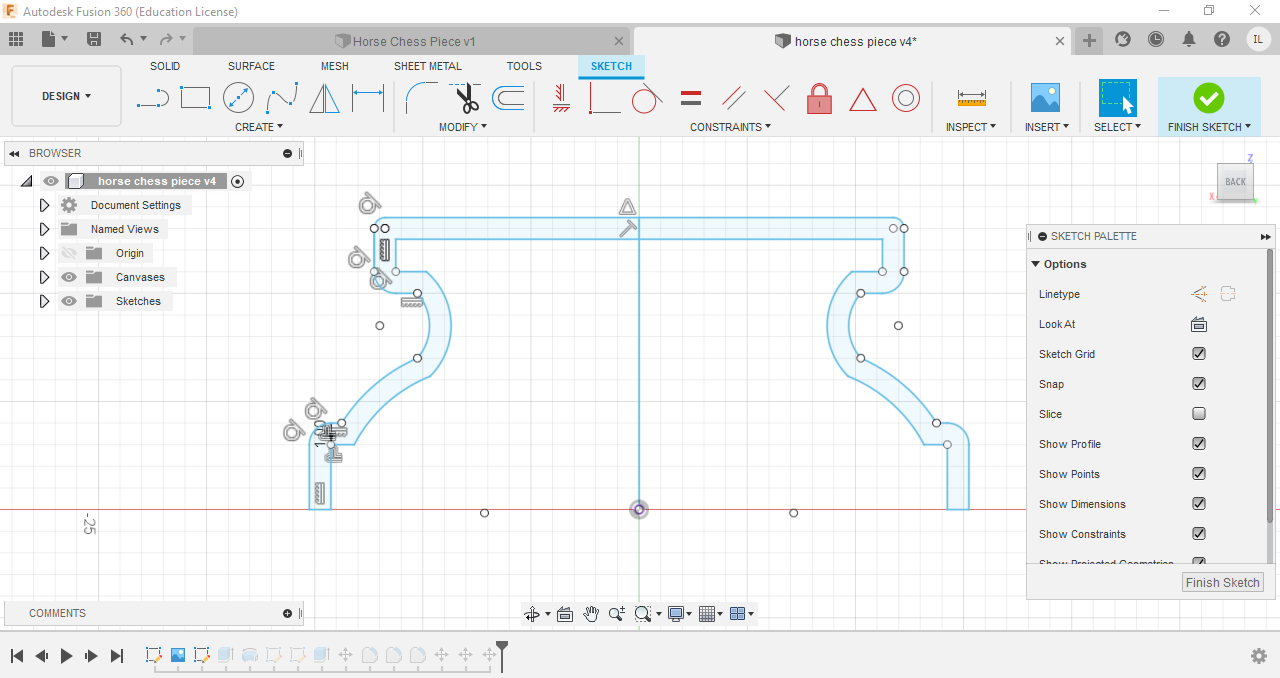 Autodesk Fusion 360 (Education License)
Horse Chess Piece v1
horse chess piece v4*
IL
SOLID SURFACE MESH SHEET METAL TOOLS SKETCH
DESIGN
CREATE MODIFY CONSTRAINTS INSPECT INSERT SELECT FINISH SKETCH
BROWSER
horse chess piece v4
Document Settings
Named Views
Origin
Canvases
Sketches
Z
BACK
X
SKETCH PALETTE
Options
Linetype
Look At
Sketch Grid
Snap
Slice
Show Profile
Show Points
Show Dimensions
Show Constraints
Show Projected Geometries
Finish Sketch
-25
COMMENTS